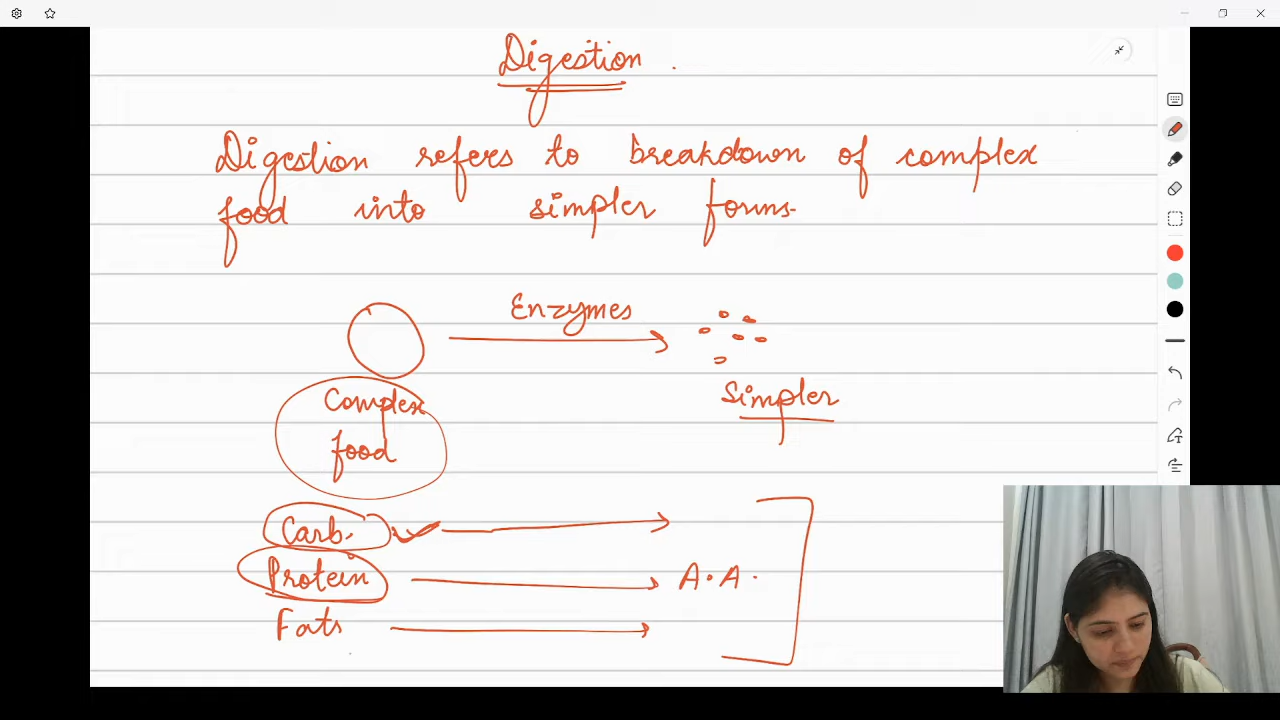 Digestion
Digestion refers to breakdown of complex
food into simpler forms.
Enzymes
Complex
food
Simpler
Carb.
Protein
A.A.
Fats